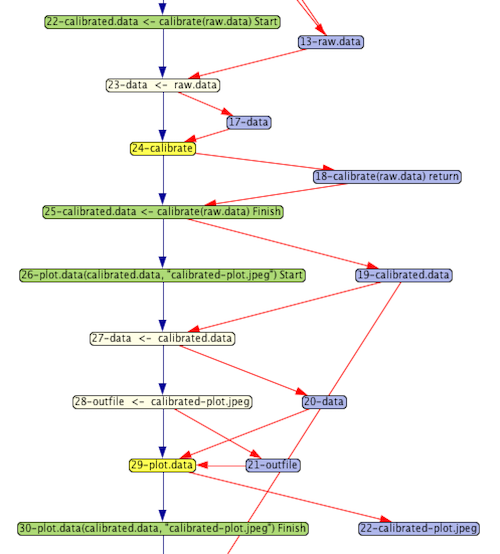 22-calibrated.data <- calibrate(raw.data) Start
13-raw.data
23-data <- raw.data
17-data
24-calibrate
18-calibrate(raw.data) return
25-calibrated.data <- calibrate(raw.data) Finish
26-plot.data(calibrated.data, "calibrated-plot.jpeg") Start
19-calibrated.data
27-data <- calibrated.data
28-outfile <- calibrated-plot.jpeg
20-data
29-plot.data
21-outfile
30-plot.data(calibrated.data, "calibrated-plot.jpeg") Finish
22-calibrated-plot.jpeg